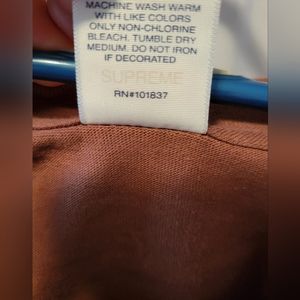 MACHINE WASH WARM
WITH LIKE COLORS
ONLY NON-CHLORINE
BLEACH. TUMBLE DRY
MEDIUM. DO NOT IRON
IF DECORATED
SUPREME
RN#101837